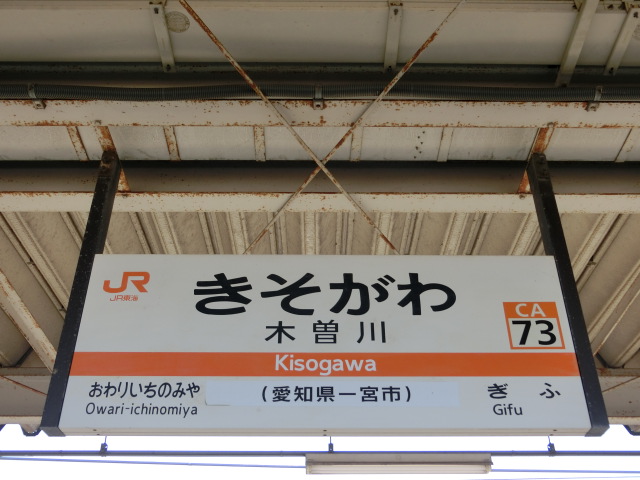 JR
JR東海
きそがわ
木曽川
CA
73
Kisogawa
おわりいちのみや
Owari-ichinomiya
(愛知県一宮市)
ぎふ
Gifu